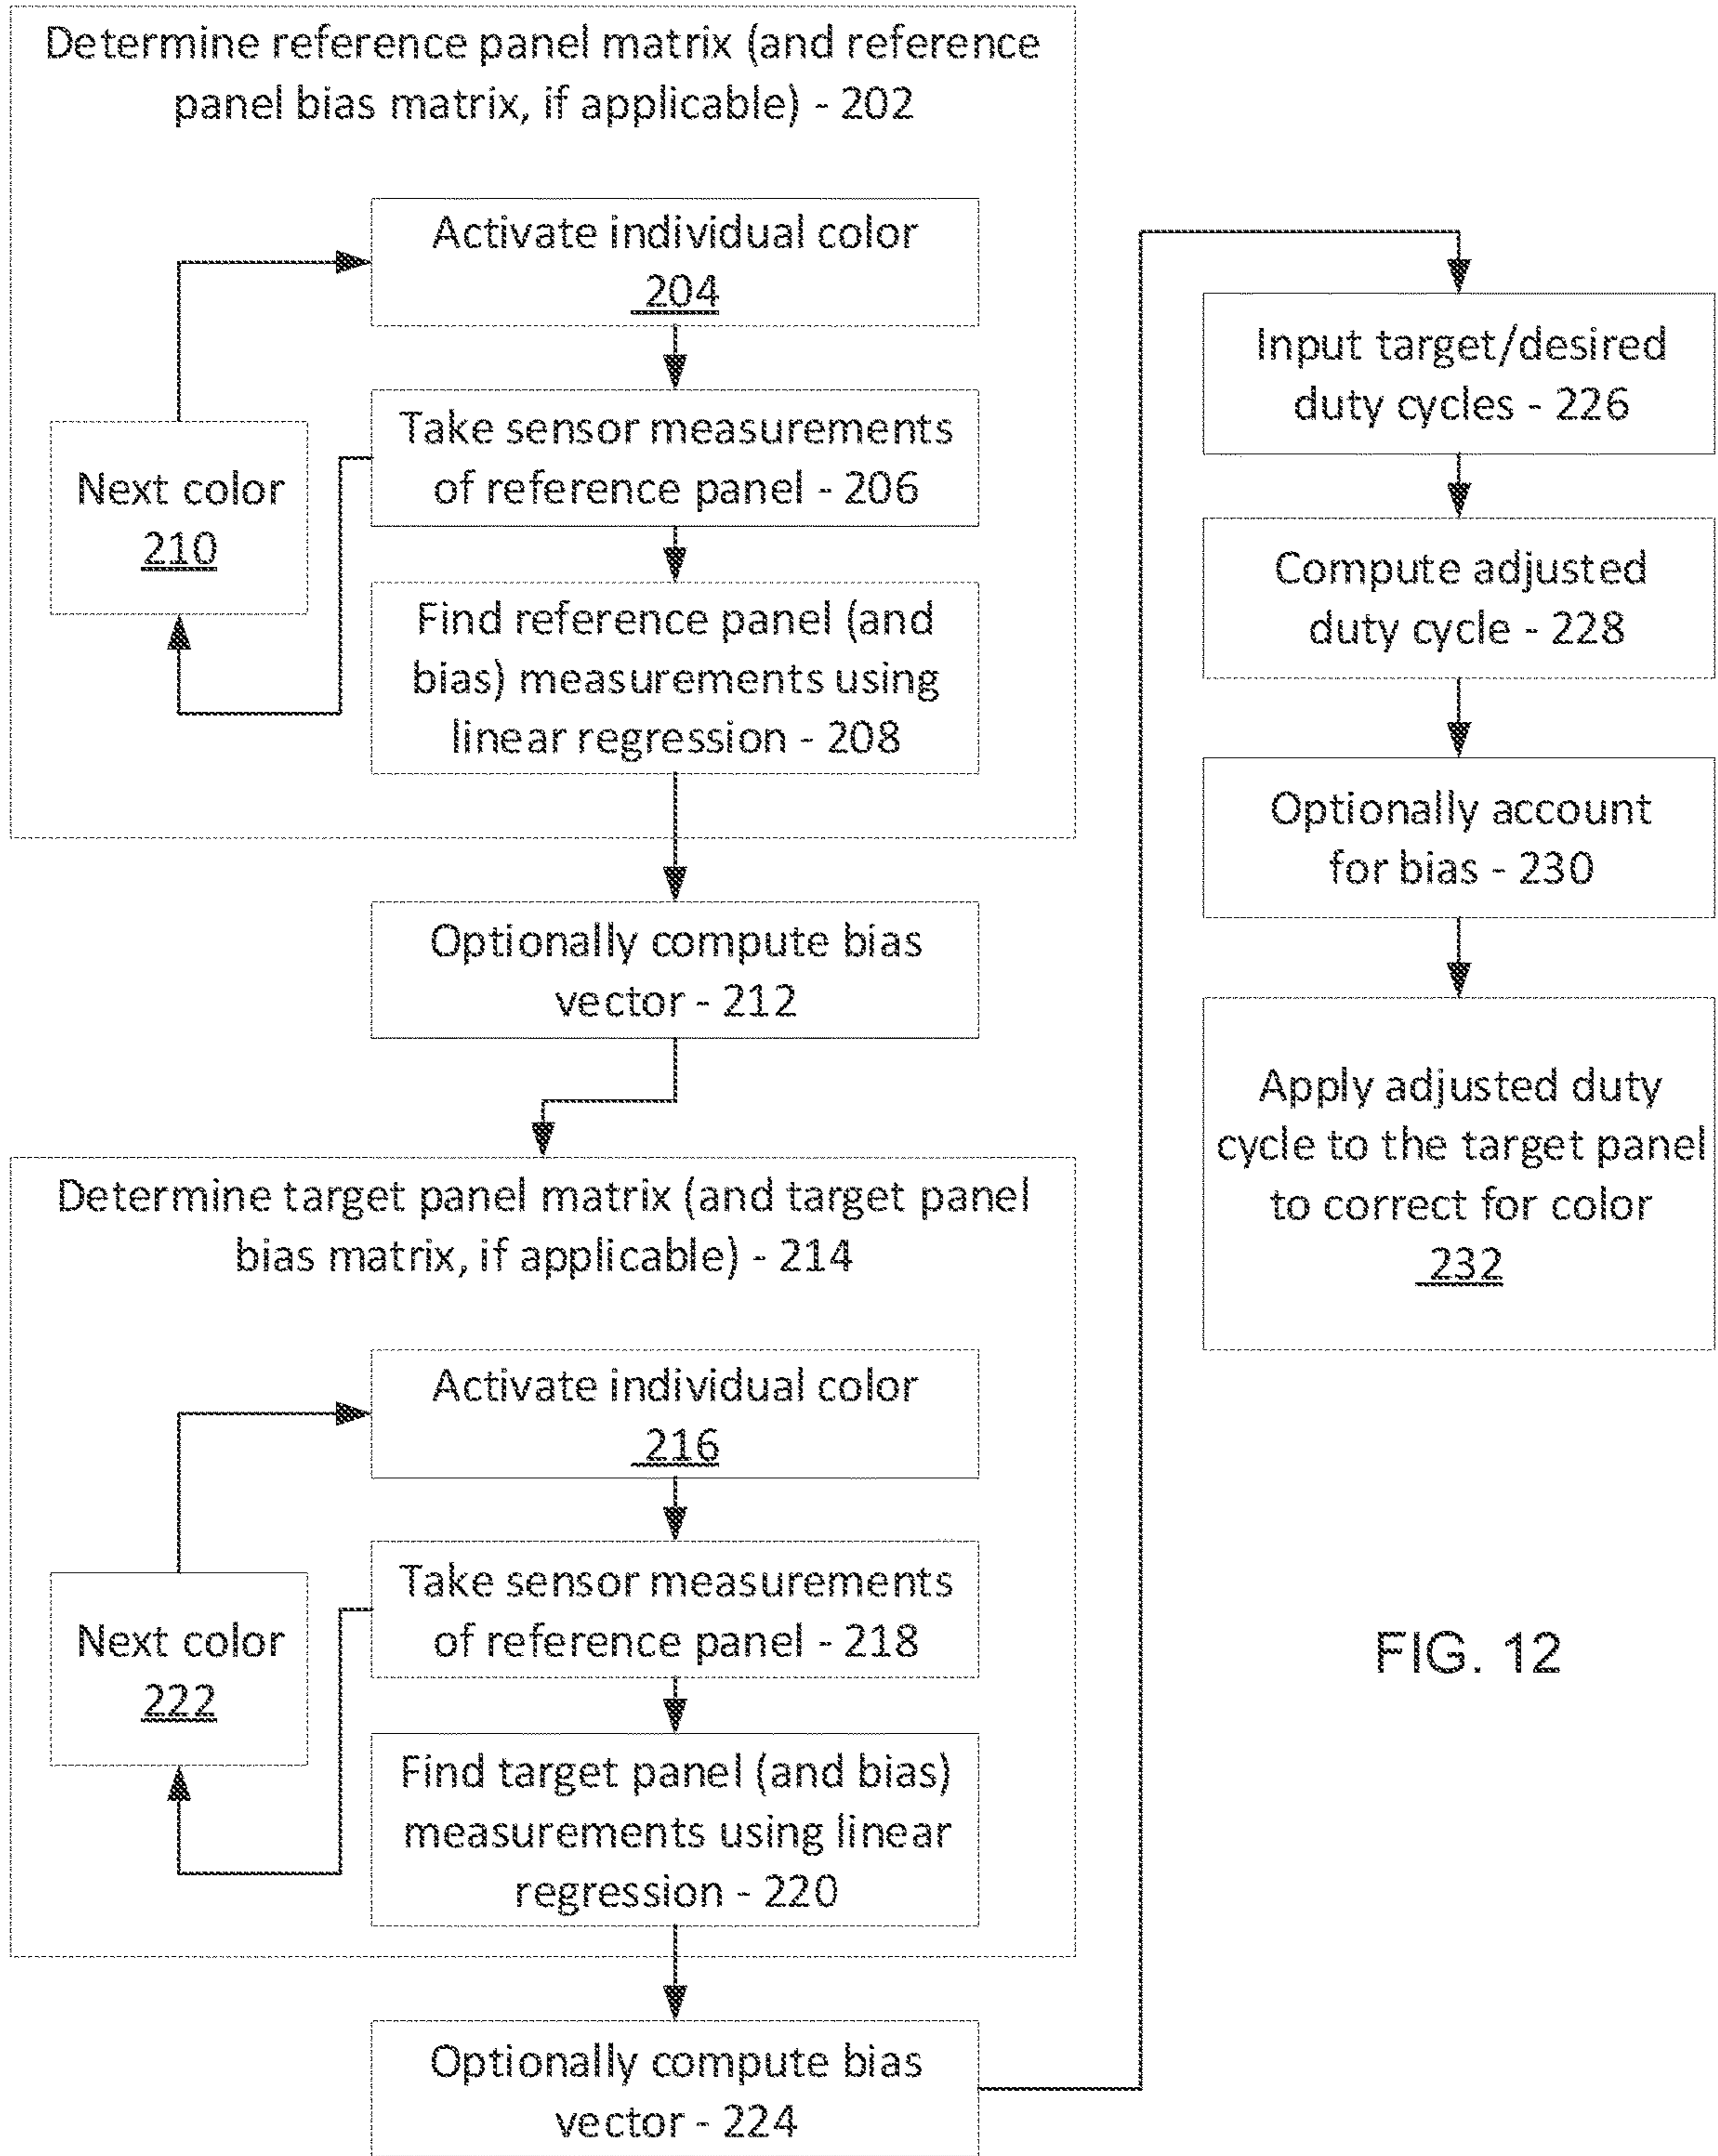 Determine reference panel matrix (and reference
panel bias matrix, if applicable) - 202
Activate individual color
204
Take sensor measurements
of reference panel - 206
Next color
210
Find reference panel (and
bias) measurements using
linear regression - 208
Optionally compute bias
vector - 212
Determine target panel matrix (and target panel
bias matrix, if applicable) - 214
Activate individual color
216
Take sensor measurements
of reference panel - 218
Next color
222
Find target panel (and bias)
measurements using linear
regression - 220
Optionally compute bias
vector - 224
Input target/desired
duty cycles - 226
Compute adjusted
duty cycle - 228
Optionally account
for bias - 230
Apply adjusted duty
cycle to the target panel
to correct for color
232
FIG. 12